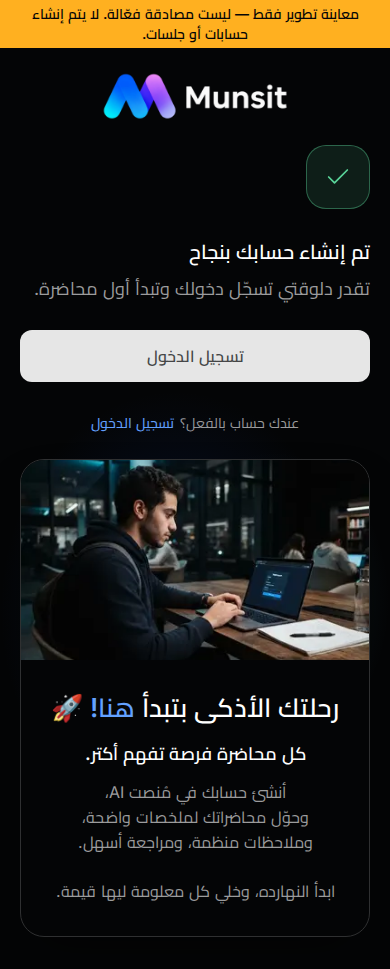 معاينة تطوير فقط — ليست مصادقة فعّالة. لا يتم إنشاء
حسابات أو جلسات.
Munsit
تم إنشاء حسابك بنجاح
تقدر دلوقتي تسجّل دخولك وتبدأ أول محاضرة.
تسجيل الدخول
عندك حساب بالفعل؟ تسجيل الدخول
رحلتك الأذكى بتبدأ هنا! 🚀
كل محاضرة فرصة تفهم أكتر.
أنشئ حسابك في مُنصت AI،
وحوّل محاضراتك لملخصات واضحة،
وملاحظات منظمة، ومراجعة أسهل.
ابدأ النهارده، وخلي كل معلومة ليها قيمة.